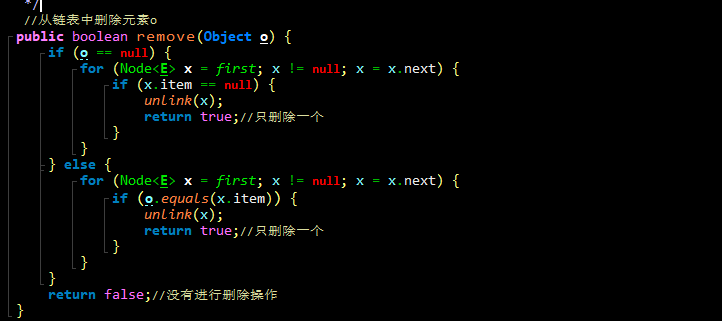 */
//从链表中删除元素o
public boolean remove(Object o) {
if (o == null) {
for (Node<E> x = first; x != null; x = x.next) {
if (x.item == null) {
unlink(x);
return true;//只删除一个
}
}
} else {
for (Node<E> x = first; x != null; x = x.next) {
if (o.equals(x.item)) {
unlink(x);
return true;//只删除一个
}
}
}
return false;//没有进行删除操作
}